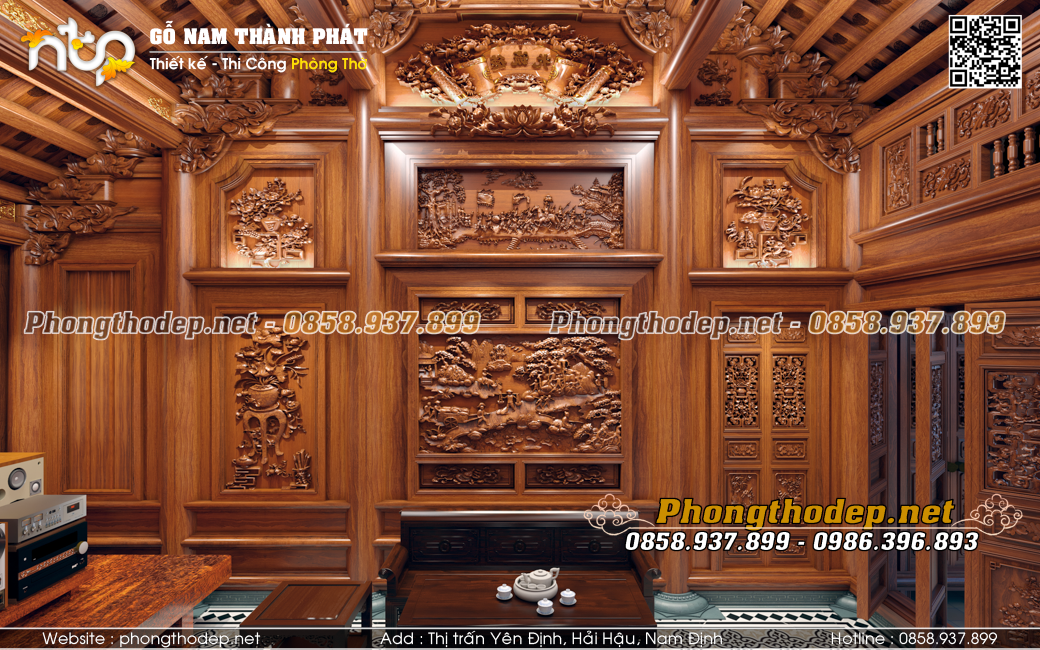 ntp
GỖ NAM THÀNH PHÁT
Thiết kế - Thi Công Phòng Thờ
Phongthodep.net - 0858.937.899
Phongthodep.net - 0858.937.899
Phongthodep.net
0858.937.899 - 0986.396.893
Website : phongthodep.net
Add : Thị trấn Yên Định, Hải Hậu, Nam Định
Hotline : 0858.937.899